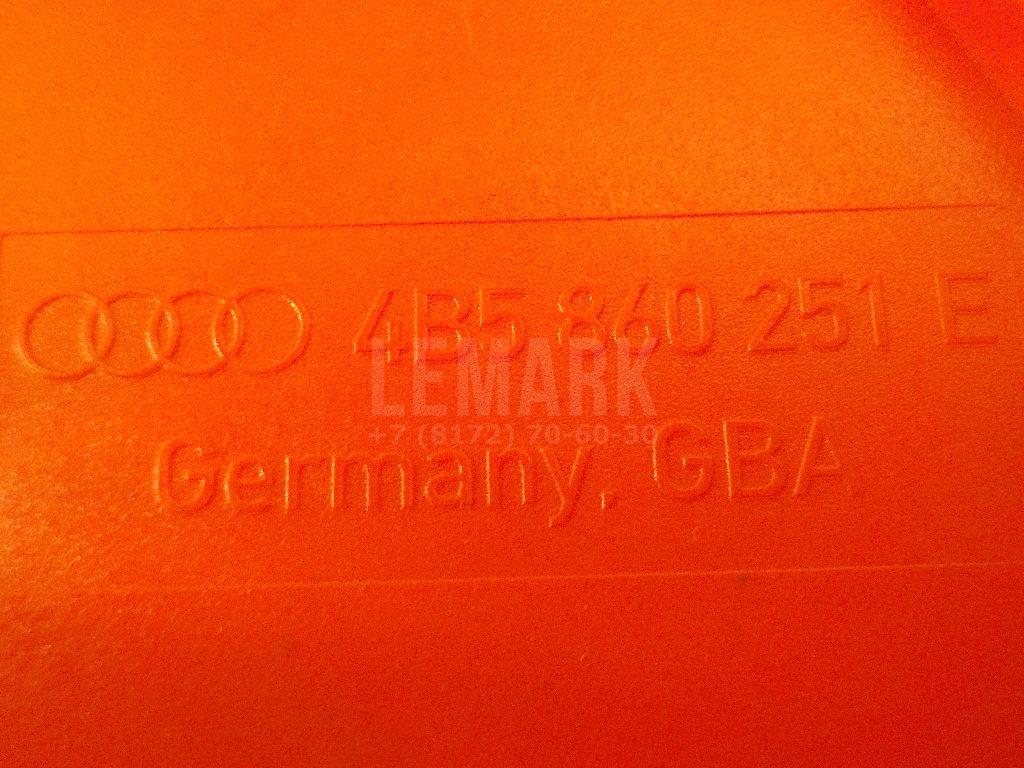 4B5 860 251 E
LEMARK
+7 (8172) 70-60-30
Germany, GBA